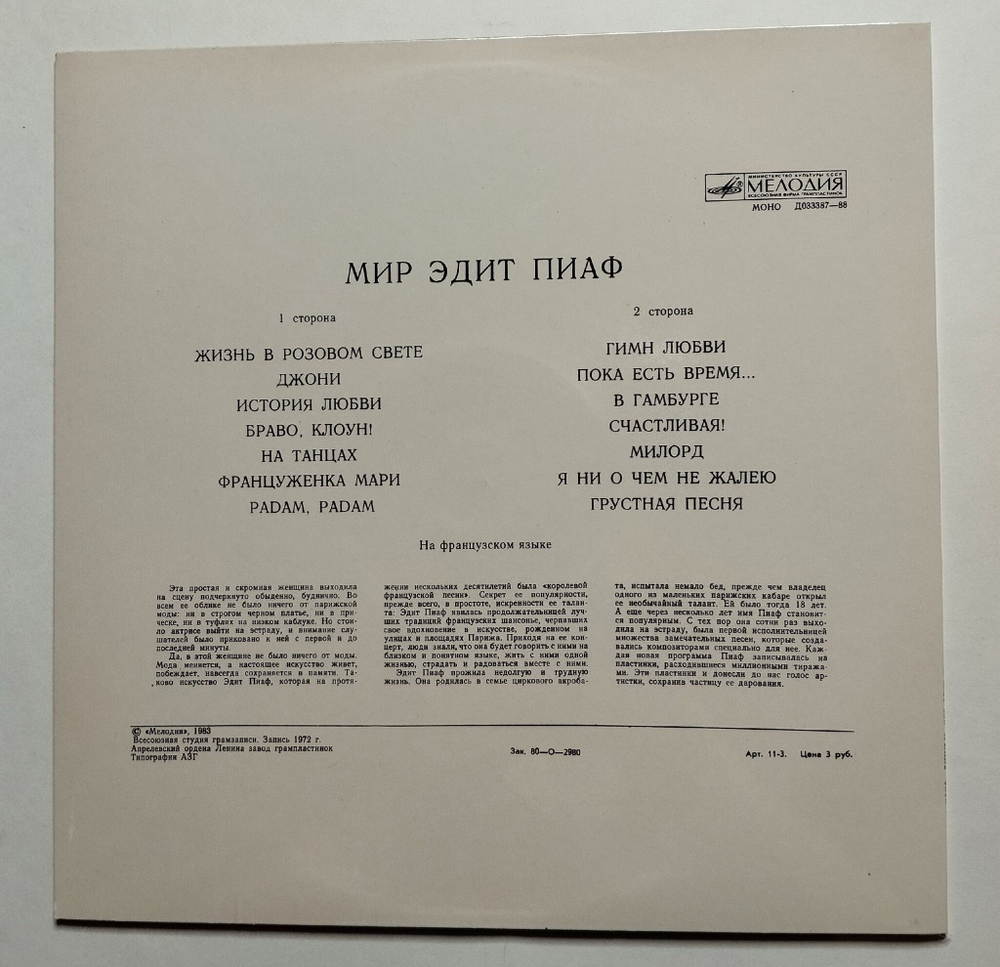 МИНИСТЕРСТВО КУЛЬТУРЫ СССР
МЕЛОДИЯ
ВСЕСОЮЗНАЯ ФИРМА ГРАМПЛАСТИНОК
МОНО Д033387—88
МИР ЭДИТ ПИАФ
1 сторона
ЖИЗНЬ В РОЗОВОМ СВЕТЕ
ДЖОНИ
ИСТОРИЯ ЛЮБВИ
БРАВО, КЛОУН!
НА ТАНЦАХ
ФРАНЦУЖЕНКА МАРИ
PADAM, PADAM
2 сторона
ГИМН ЛЮБВИ
ПОКА ЕСТЬ ВРЕМЯ...
В ГАМБУРГЕ
СЧАСТЛИВАЯ!
МИЛОРД
Я НИ О ЧЕМ НЕ ЖАЛЕЮ
ГРУСТНАЯ ПЕСНЯ
На французском языке
Эта простая и скромная женщина выходила
на сцену подчеркнуто обыденно, буднично. Во
всем ее облике не было ничего от парижской
моды: ни в строгом черном платье, ни в при-
ческе, ни в туфлях на низком каблуке. Но стои-
ло актрисе выйти на эстраду, и внимание слу-
шателей было приковано к ней с первой и до
последней минуты.
Да, в этой женщине не было ничего от моды.
Мода меняется, а настоящее искусство живет,
побеждает, навсегда сохраняется в памяти. Та-
ково искусство Эдит Пиаф, которая на протя-
жении нескольких десятилетий была «королевой
французской песни». Секрет ее популярности,
прежде всего, в простоте, искренности ее талан-
та: Эдит Пиаф явилась продолжательницей луч-
ших традиций французских шансонье, черпавших
свое вдохновение в искусстве, рожденном на
улицах и площадях Парижа. Приходя на ее кон-
церт, люди знали, что она будет говорить с ними на
близком и понятном языке, жить с ними одной
жизнью, страдать и радоваться вместе с ними.
Эдит Пиаф прожила недолгую и трудную
жизнь. Она родилась в семье циркового акроба-
та, испытала немало бед, прежде чем владелец
одного из маленьких парижских кабаре открыл
ее необычайный талант. Ей было тогда 18 лет.
А еще через несколько лет имя Пиаф становит-
ся популярным. С тех пор она сотни раз выхо-
дила на эстраду, была первой исполнительницей
множества замечательных песен, которые созда-
вались композиторами специально для нее. Каж-
дая новая программа Пиаф записывалась на
пластинки, расходившиеся миллионными тиража-
ми. Эти пластинки и донесли до нас голос ар-
тистки, сохранив частицу ее дарования.
© «Мелодия», 1983
Всесоюзная студия грамзаписи. Запись 1972 г.
Апрелевский ордена Ленина завод грампластинок
Типография АЗГ
Зак. 80—О—2980
Арт. 11-3. Цена 3 руб.